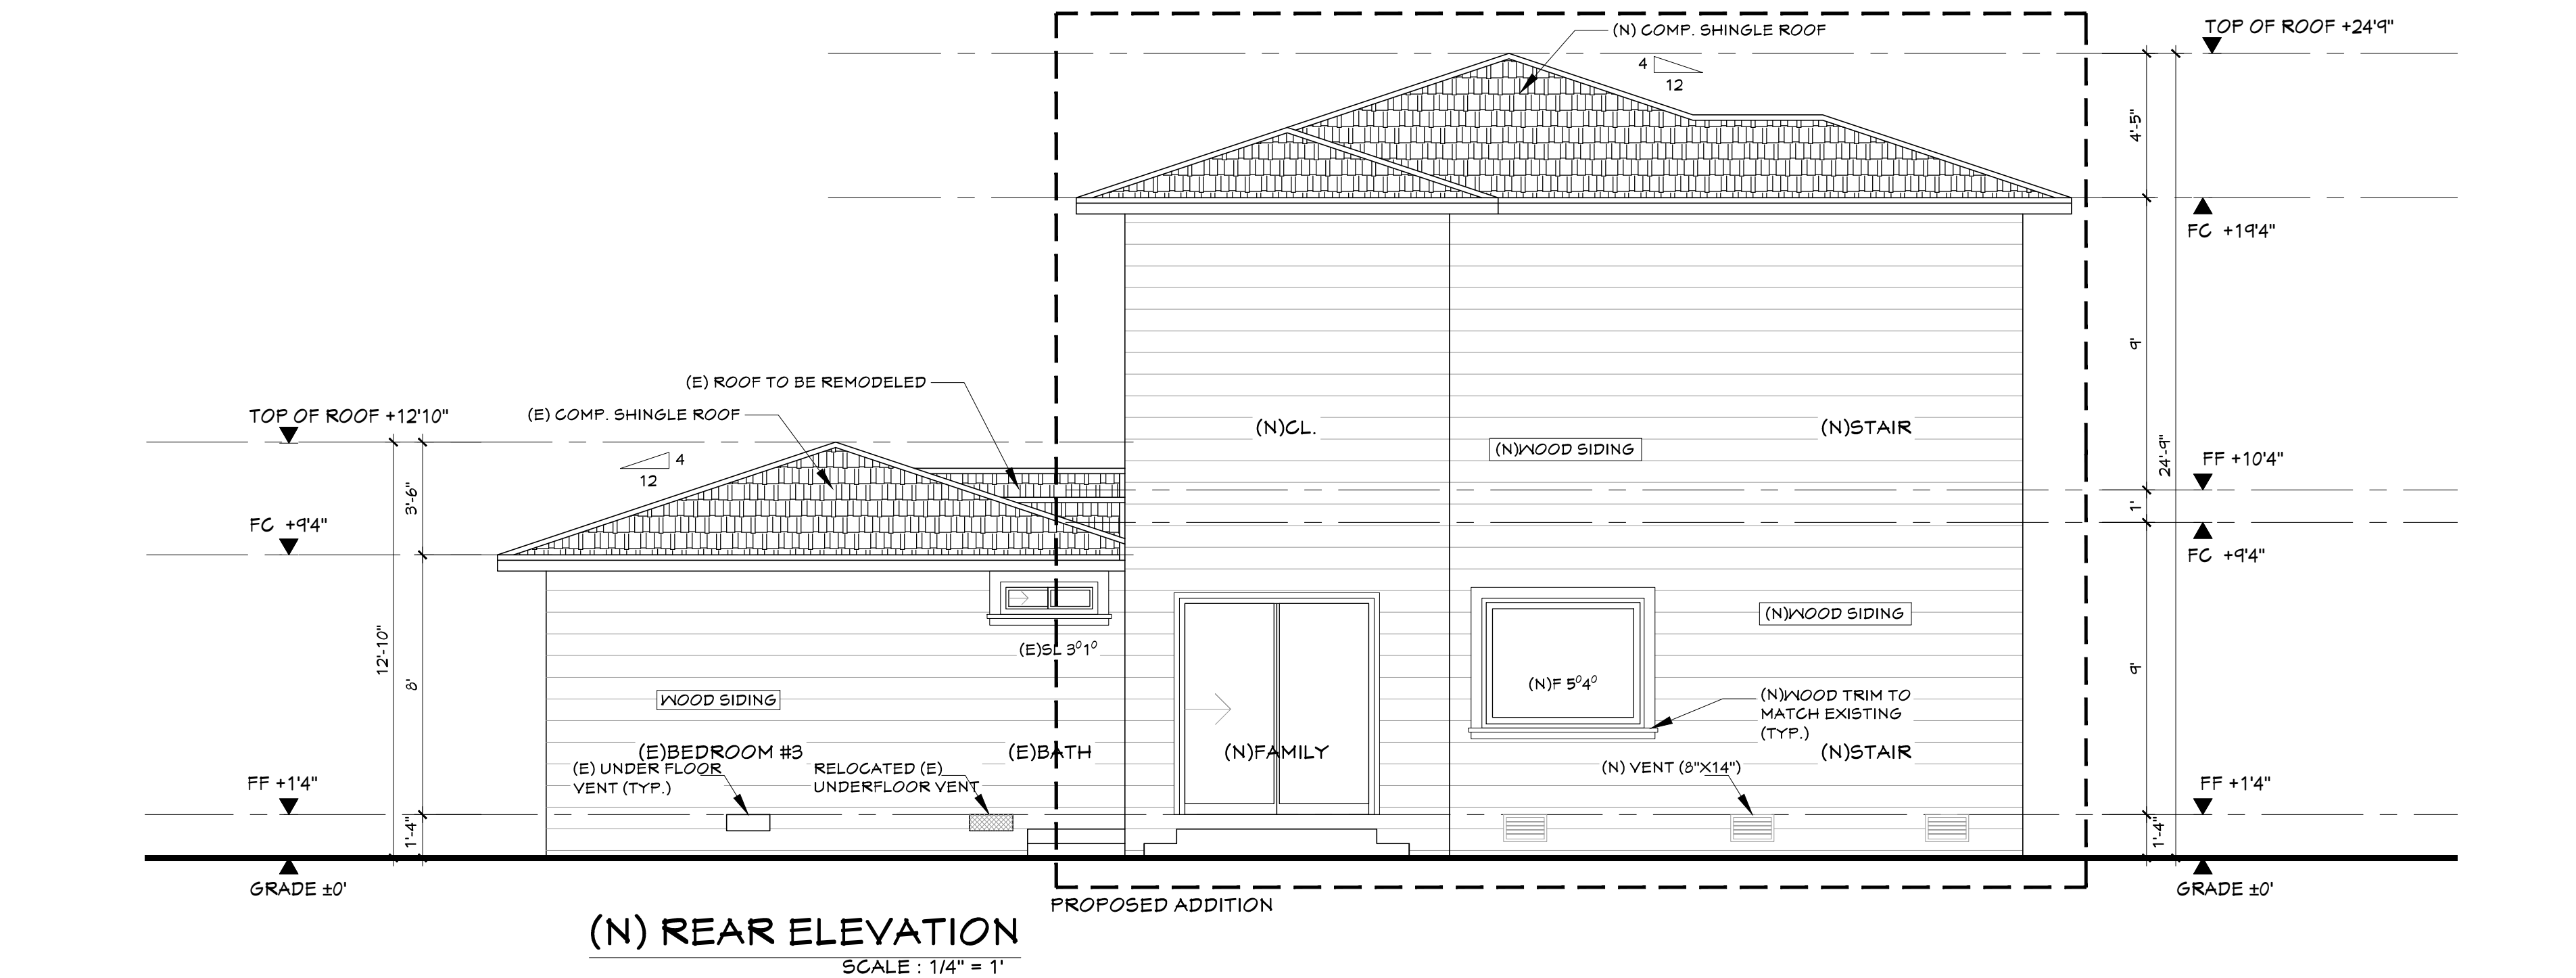 (N) COMP. SHINGLE ROOF
4
12
TOP OF ROOF +24'9"
4'-5"
FC +19'4"
9'
24'-9"
(E) ROOF TO BE REMODELED
(E) COMP. SHINGLE ROOF
TOP OF ROOF +12'10"
4
12
3'-6"
FC +9'4"
(N)CL.
(N)STAIR
(N)WOOD SIDING
FF +10'4"
1'
FC +9'4"
12'-10"
8'
(E)SL 3⁰1⁰
WOOD SIDING
(N)F 5⁰4⁰
(N)WOOD SIDING
9'
(N)WOOD TRIM TO
MATCH EXISTING
(TYP.)
(E)BEDROOM #3
(E)BATH
(N)FAMILY
(N)STAIR
(E) UNDER FLOOR
VENT (TYP.)
RELOCATED (E)
UNDERFLOOR VENT
(N) VENT (8"X14")
FF +1'4"
FF +1'4"
1'-4"
1'-4"
GRADE ±0'
GRADE ±0'
PROPOSED ADDITION
(N) REAR ELEVATION
SCALE : 1/4" = 1'